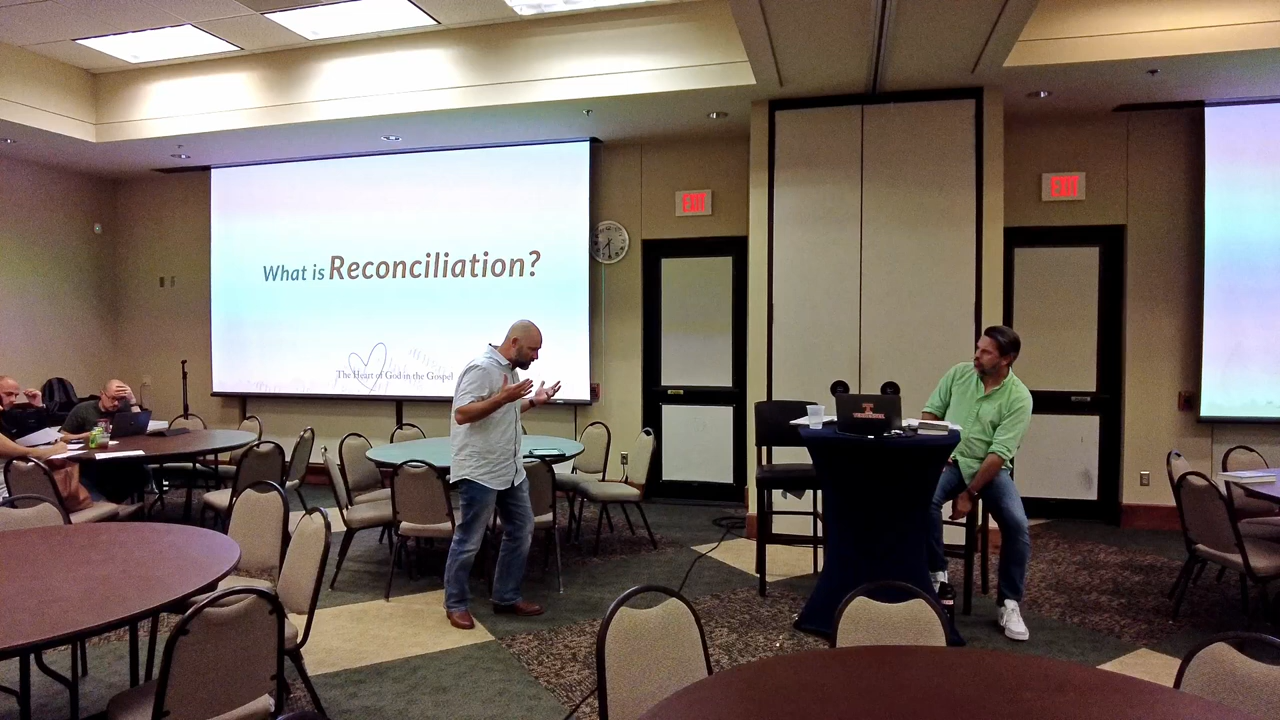 What is Reconciliation?
The Heart of God in the Gospel
EXIT
EXIT
T